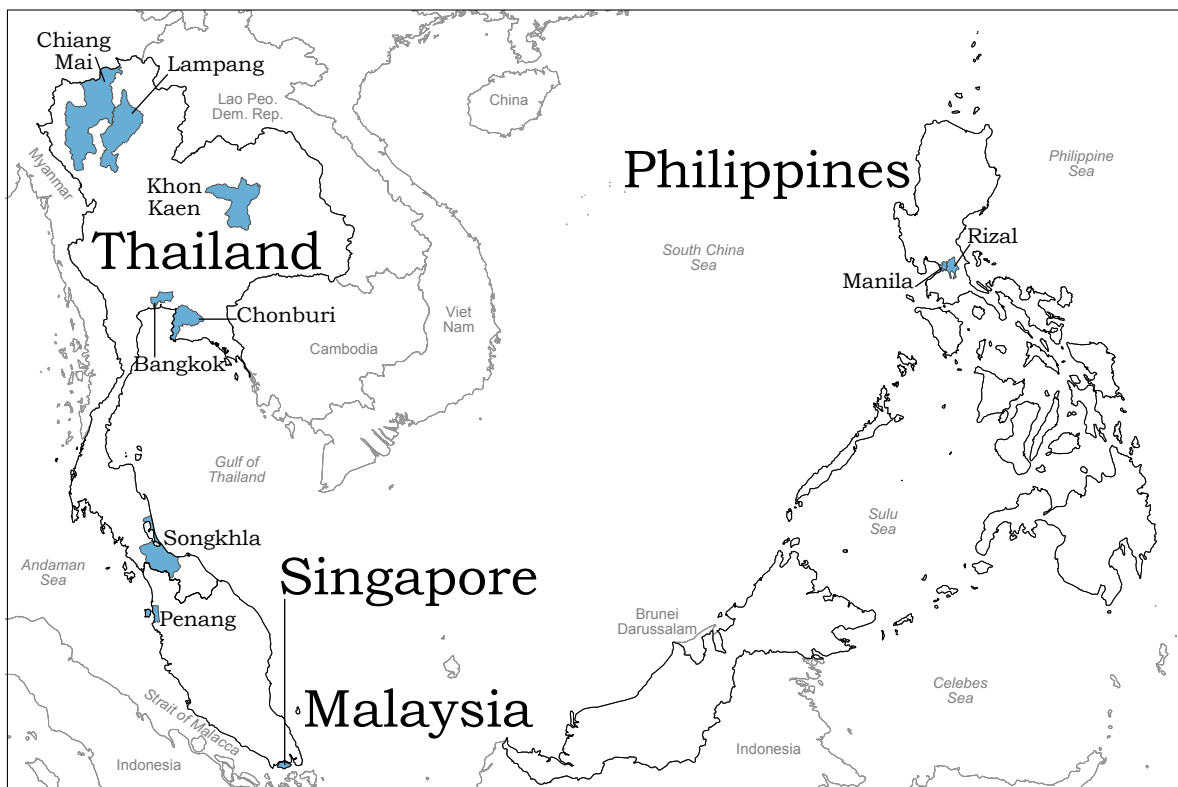 Chiang
Mai
Lampang
Lao Peo.
Dem. Rep.
China
Myanmar
Khon
Kaen
Philippines
Philippine
Sea
Thailand
South China
Sea
Rizal
Manila
Chonburi
Viet
Nam
Cambodia
Bangkok
Gulf of
Thailand
Songkhla
Sulu
Sea
Andaman
Sea
Singapore
Penang
Brunei
Darussalam
Celebes
Sea
Strait of Malacca
Malaysia
Indonesia
Indonesia